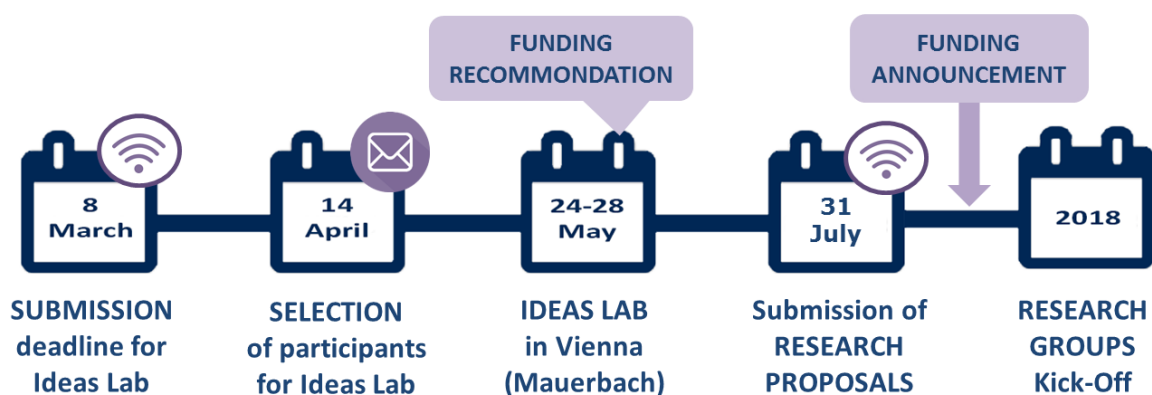 FUNDING
RECOMMONDATION
FUNDING
ANNOUNCEMENT
8
March
14
April
24-28
May
31
July
2018
SUBMISSION
deadline for
Ideas Lab
SELECTION
of participants
for Ideas Lab
IDEAS LAB
in Vienna
(Mauerbach)
Submission of
RESEARCH
PROPOSALS
RESEARCH
GROUPS
Kick-Off